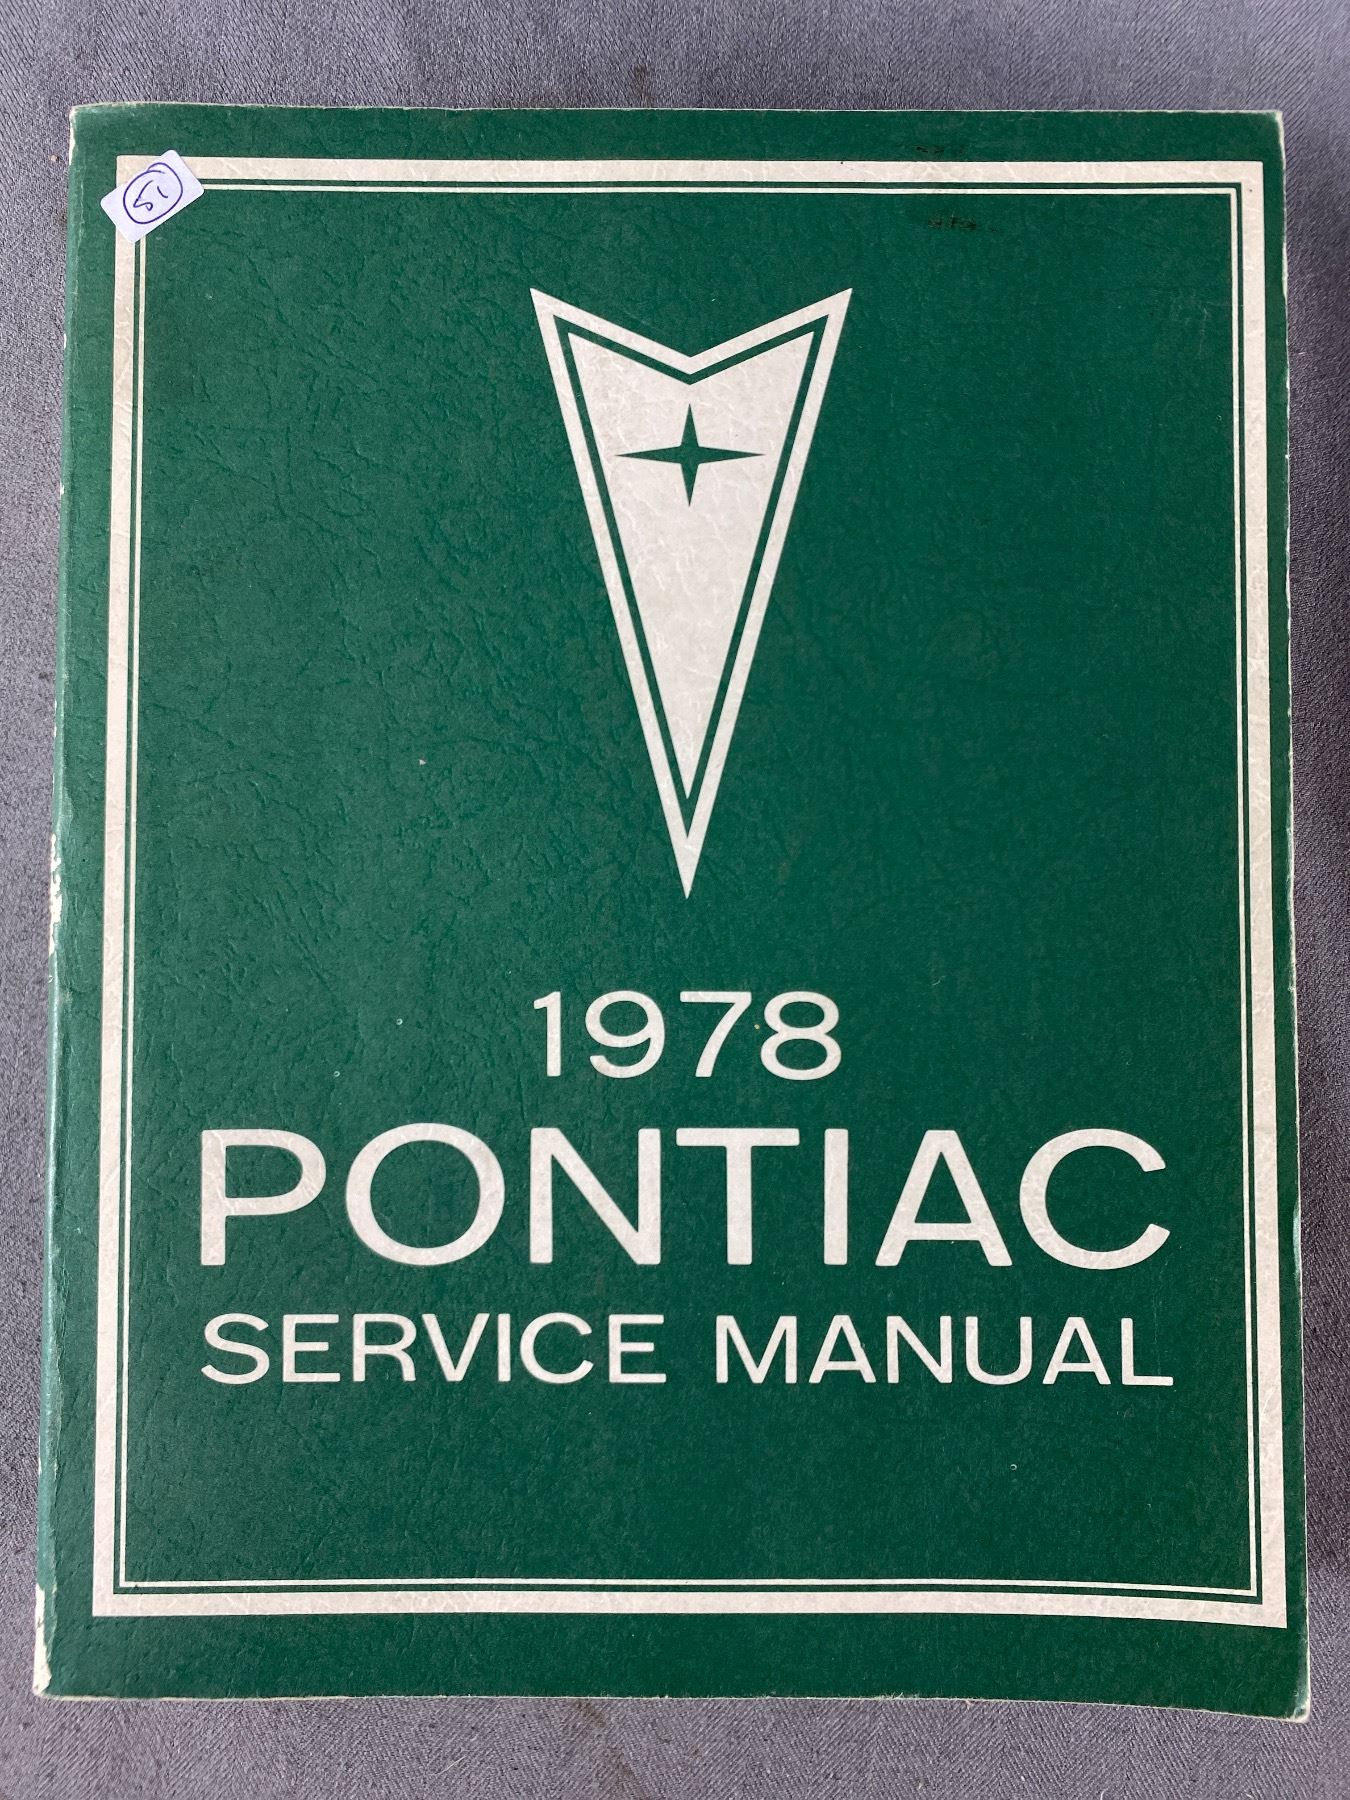 1978
PONTIAC
SERVICE MANUAL